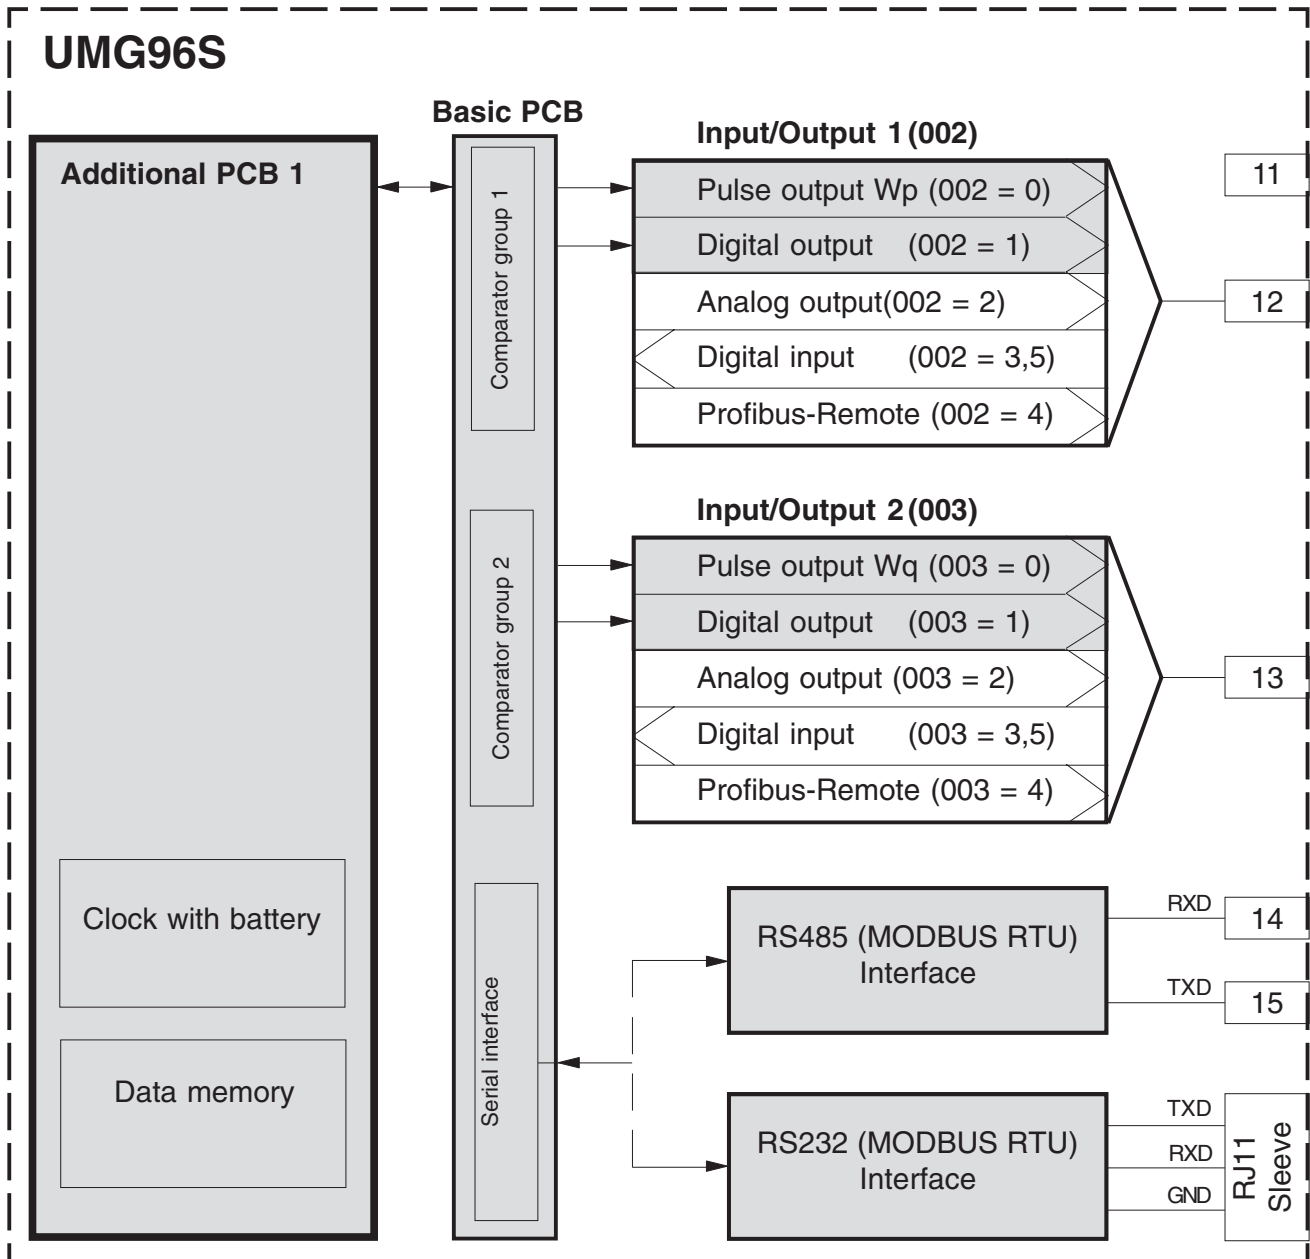 UMG96S
Basic PCB
Additional PCB 1
Clock with battery
Data memory
Comparator group 1
Comparator group 2
Serial interface
Input/Output 1 (002)
Pulse output Wp (002 = 0)
Digital output (002 = 1)
Analog output(002 = 2)
Digital input (002 = 3,5)
Profibus-Remote (002 = 4)
11
12
Input/Output 2 (003)
Pulse output Wq (003 = 0)
Digital output (003 = 1)
Analog output (003 = 2)
Digital input (003 = 3,5)
Profibus-Remote (003 = 4)
13
RS485 (MODBUS RTU)
Interface
RXD
14
TXD
15
RS232 (MODBUS RTU)
Interface
TXD
RXD
GND
RJ11
Sleeve